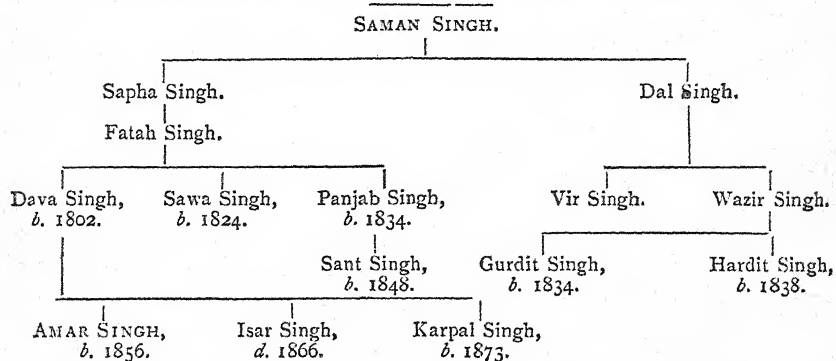 SAMAN SINGH.
Sapha Singh. Dal Singh.
Fatah Singh.
Dava Singh, Sawa Singh, Panjab Singh, Vir Singh. Wazir Singh.
b. 1802. b. 1824. b. 1834.
Sant Singh, Gurdit Singh, Hardit Singh,
b. 1848. b. 1834. b. 1838.
AMAR SINGH, Isar Singh, Karpal Singh,
b. 1856. d. 1866. b. 1873.